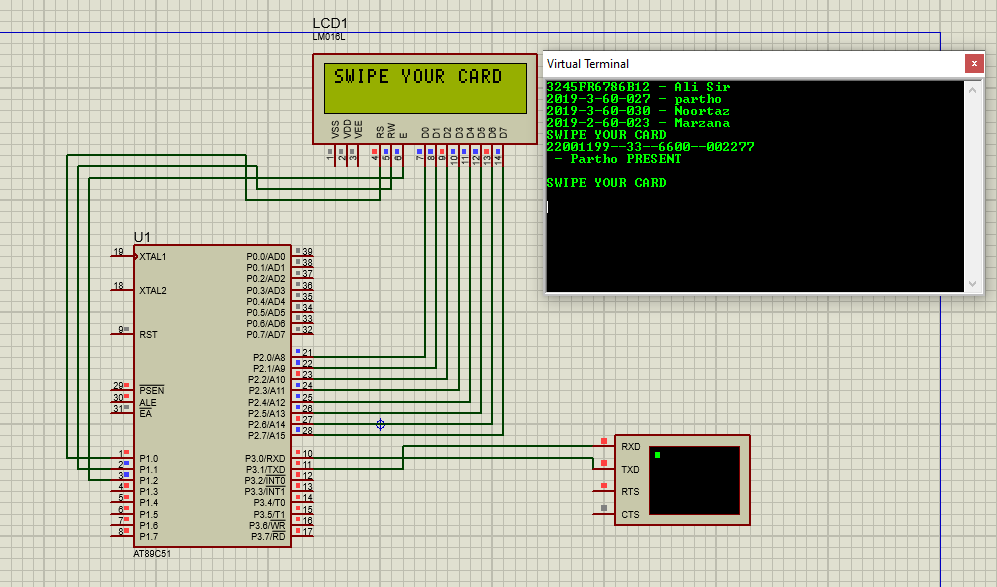 LCD1
LM016L
SWIPE YOUR CARD
VSS VDD VEE RS RW E D0 D1 D2 D3 D4 D5 D6 D7
1 2 3 4 5 6 7 8 9 10 11 12 13 14
Virtual Terminal
x
3245FR6786B12 - Ali Sir
2019-3-60-027 - partho
2019-3-60-030 - Noortaz
2019-2-60-023 - Marzana
SWIPE YOUR CARD
22001199--33--6600--002277
- Partho PRESENT
SWIPE YOUR CARD
U1
19 XTAL1
18 XTAL2
9 RST
29 PSEN
30 ALE
31 EA
1 P1.0
2 P1.1
3 P1.2
4 P1.3
5 P1.4
6 P1.5
7 P1.6
8 P1.7
P0.0/AD0 39
P0.1/AD1 38
P0.2/AD2 37
P0.3/AD3 36
P0.4/AD4 35
P0.5/AD5 34
P0.6/AD6 33
P0.7/AD7 32
P2.0/A8 21
P2.1/A9 22
P2.2/A10 23
P2.3/A11 24
P2.4/A12 25
P2.5/A13 26
P2.6/A14 27
P2.7/A15 28
P3.0/RXD 10
P3.1/TXD 11
P3.2/INT0 12
P3.3/INT1 13
P3.4/T0 14
P3.5/T1 15
P3.6/WR 16
P3.7/RD 17
AT89C51
RXD
TXD
RTS
CTS